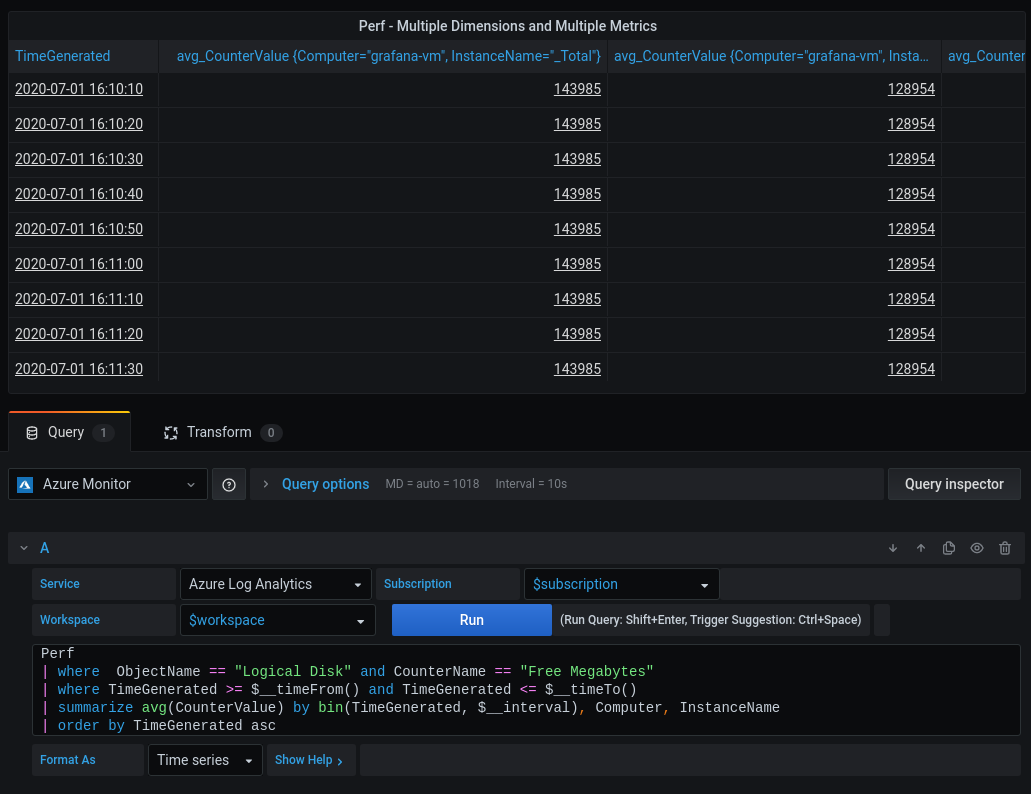 Perf - Multiple Dimensions and Multiple Metrics
TimeGenerated avg_CounterValue {Computer="grafana-vm", InstanceName="_Total"} avg_CounterValue {Computer="grafana-vm", Insta… avg_Counter
2020-07-01 16:10:10 143985 128954
2020-07-01 16:10:20 143985 128954
2020-07-01 16:10:30 143985 128954
2020-07-01 16:10:40 143985 128954
2020-07-01 16:10:50 143985 128954
2020-07-01 16:11:00 143985 128954
2020-07-01 16:11:10 143985 128954
2020-07-01 16:11:20 143985 128954
2020-07-01 16:11:30 143985 128954
Query 1 Transform 0
Azure Monitor Query options MD = auto = 1018 Interval = 10s Query inspector
A
Service Azure Log Analytics Subscription $subscription
Workspace $workspace Run (Run Query: Shift+Enter, Trigger Suggestion: Ctrl+Space)
Perf
| where  ObjectName == "Logical Disk" and CounterName == "Free Megabytes"
| where TimeGenerated >= $__timeFrom() and TimeGenerated <= $__timeTo()
| summarize avg(CounterValue) by bin(TimeGenerated, $__interval), Computer, InstanceName
| order by TimeGenerated asc
Format As Time series Show Help